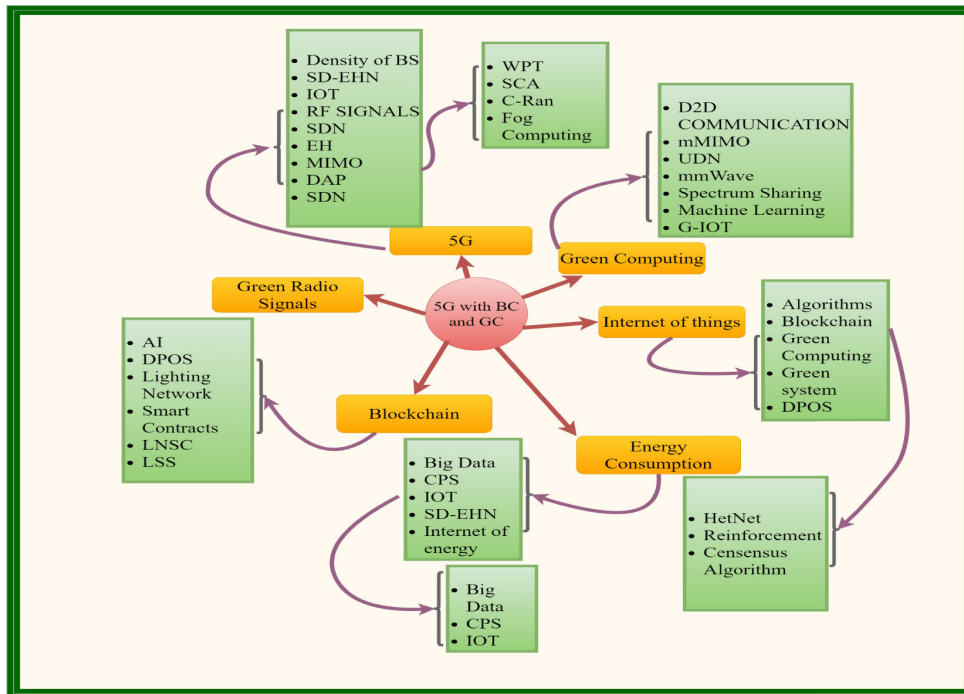 • Density of BS
• SD-EHN
• IOT
• RF SIGNALS
• SDN
• EH
• MIMO
• DAP
• SDN
• WPT
• SCA
• C-Ran
• Fog
Computing
• D2D
COMMUNICATION
• mMIMO
• UDN
• mmWave
• Spectrum Sharing
• Machine Learning
• G-IOT
5G
Green Computing
Green Radio
Signals
5G with BC
and GC
Internet of things
• Algorithms
• Blockchain
• Green
Computing
• Green
system
• DPOS
• AI
• DPOS
• Lighting
Network
• Smart
Contracts
• LNSC
• LSS
Blockchain
Energy
Consumption
• Big Data
• CPS
• IOT
• SD-EHN
• Internet of
energy
• HetNet
• Reinforcement
• Censensus
Algorithm
• Big
Data
• CPS
• IOT